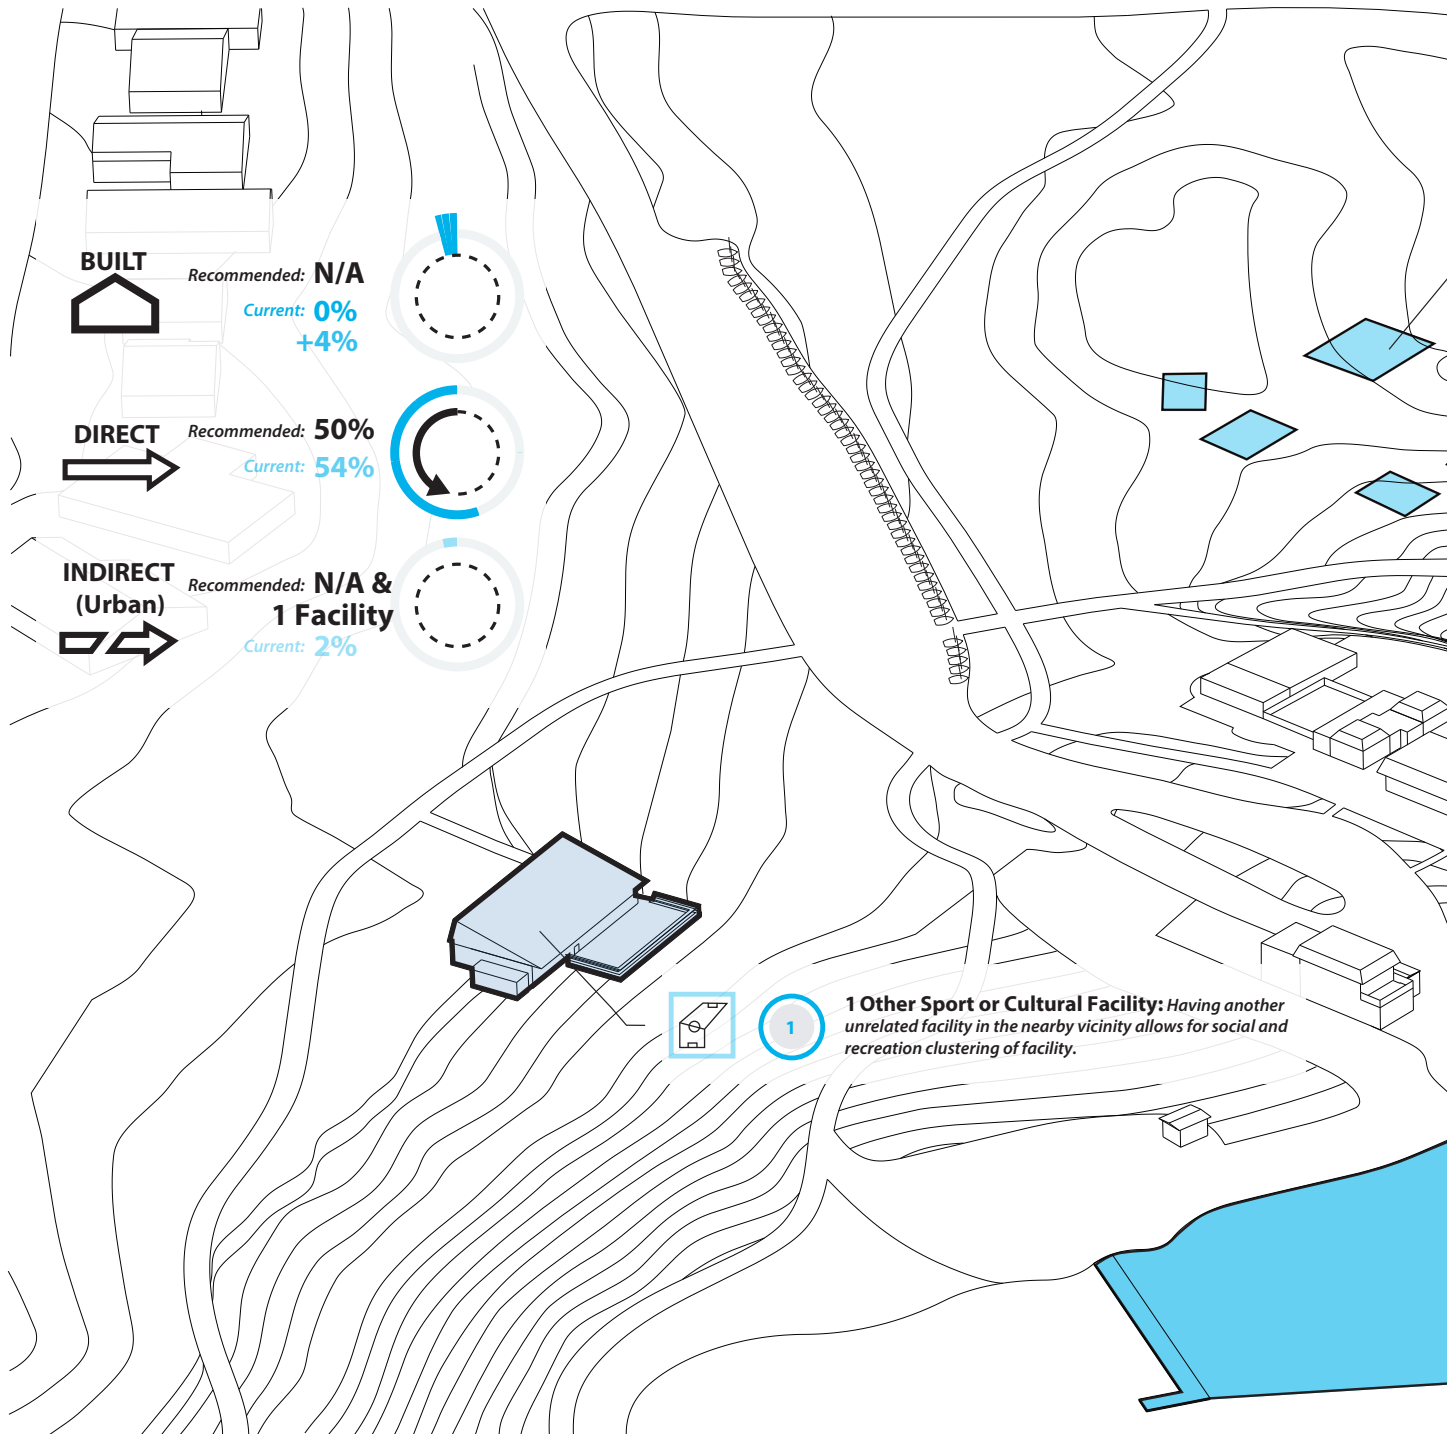 BUILT
Recommended: N/A
Current: 0%
+4%
DIRECT
Recommended: 50%
Current: 54%
INDIRECT
(Urban)
Recommended: N/A &
1 Facility
Current: 2%
1
1 Other Sport or Cultural Facility: Having another
unrelated facility in the nearby vicinity allows for social and
recreation clustering of facility.